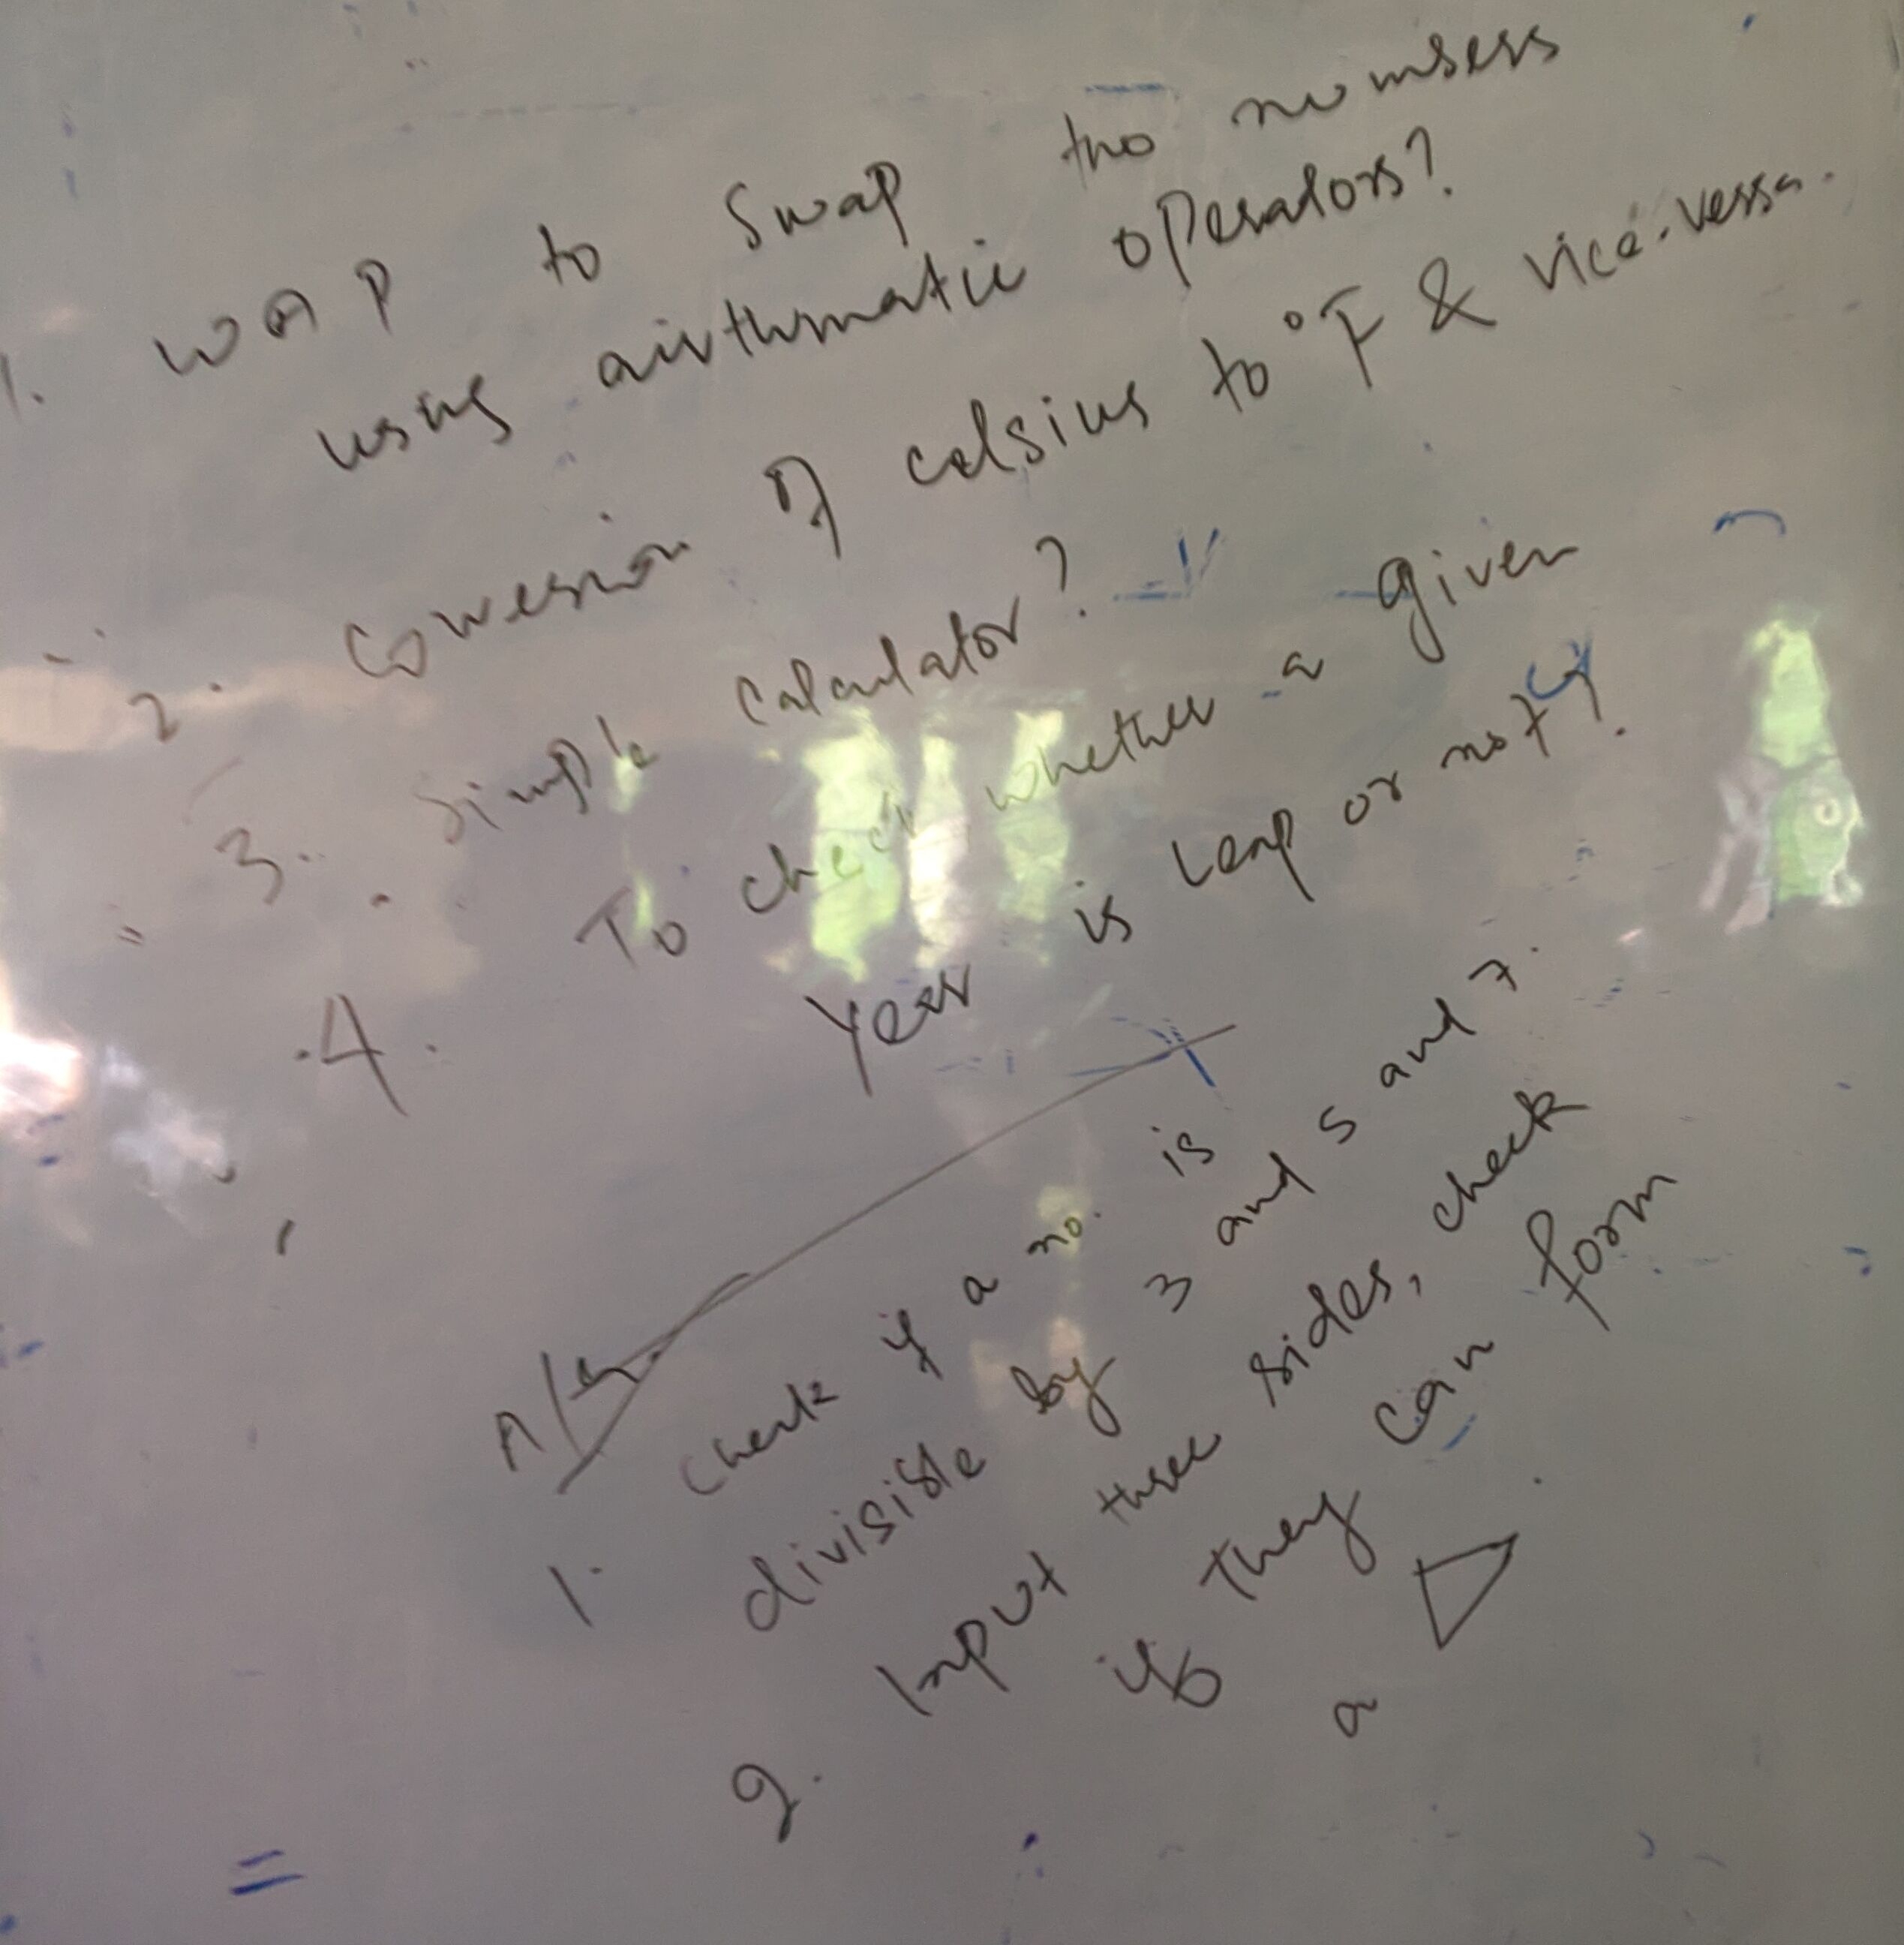 1. WAP to Swap two numbers
using airthmatic operators?
2. Conversion of celsius to °F & vice-versa.
3. Simple Calculator?
4. To check whether a given
Year is Leap or not?
1. Check if a no. is
divisible by 3 and 5 and 7.
2. Input three sides, check
if they can form
a